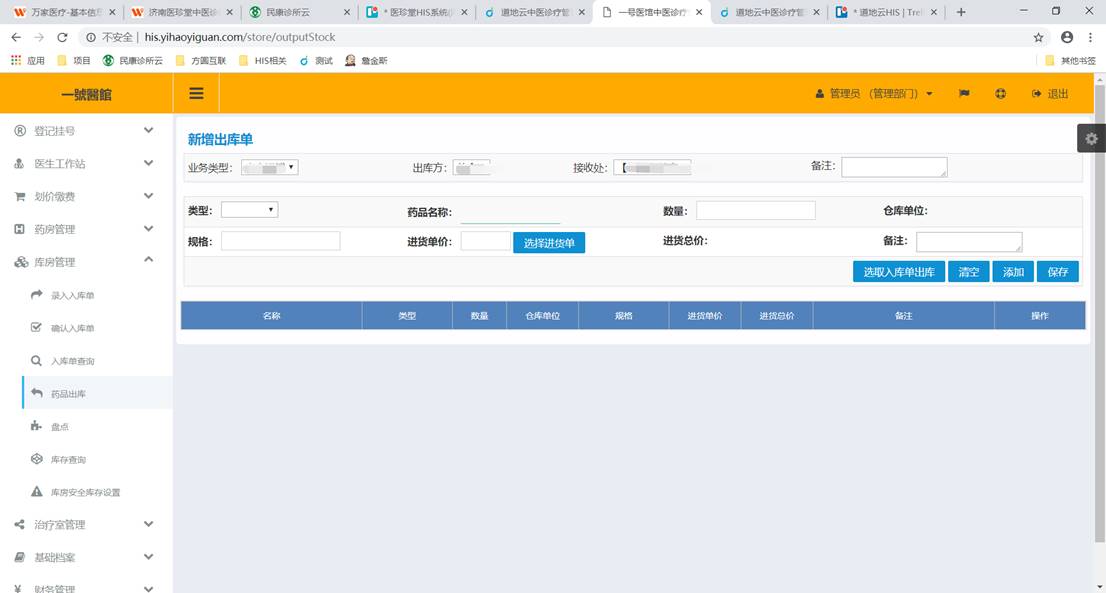 万家医疗-基本信息
济南医珍堂中医诊
民康诊所云
* 医珍堂HIS系统
道地云中医诊疗管
一号医馆中医诊疗
道地云中医诊疗管
* 道地云HIS | Trel
不安全 | his.yihaoyiguan.com/store/outputStock
应用 项目 民康诊所云 方圆互联 HIS相关 测试 詹金斯 其他书签
一號醫館
管理员 (管理部门) 退出
登记挂号
医生工作站
划价缴费
药房管理
库房管理
录入入库单
确认入库单
入库单查询
药品出库
盘点
库存查询
库房安全库存设置
治疗室管理
基础档案
财务管理
新增出库单
业务类型: 出库方: 接收处: 备注:
类型: 药品名称: 数量: 仓库单位:
规格: 进货单价: 选择进货单 进货总价: 备注:
选取入库单出库 清空 添加 保存
名称 类型 数量 仓库单位 规格 进货单价 进货总价 备注 操作